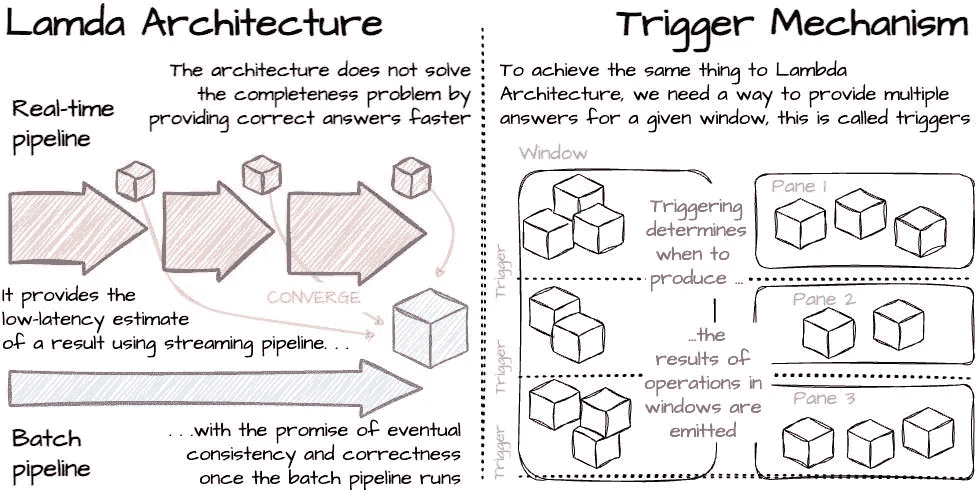 Lamda Architecture
The architecture does not solve
the completeness problem by
providing correct answers faster
Real-time
pipeline
CONVERGE
It provides the
low-latency estimate
of a result using streaming pipeline. . .
Batch
pipeline
. . .with the promise of eventual
consistency and correctness
once the batch pipeline runs
Trigger Mechanism
To achieve the same thing to Lambda
Architecture, we need a way to provide multiple
answers for a given window, this is called triggers
Window
Trigger
Trigger
Trigger
Triggering
determines
when to
produce ...
...the
results of
operations in
windows are
emitted
Pane 1
Pane 2
Pane 3